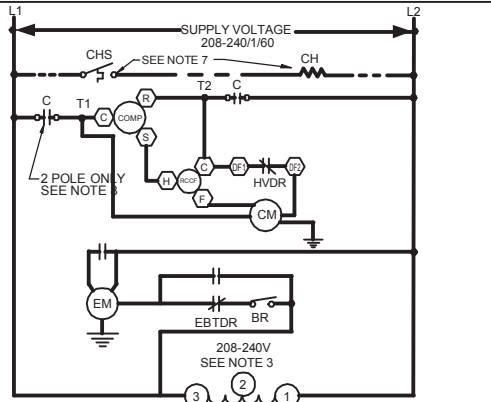 L1 L2
SUPPLY VOLTAGE
208-240/1/60
CHS SEE NOTE 7 CH
C T1 R T2 C
C COMP
S
2 POLE ONLY
SEE NOTE 3
H RCCF C DF1 DF2
HVDR
F CM
EM
EBTDR BR
208-240V
SEE NOTE 3
3 2 1